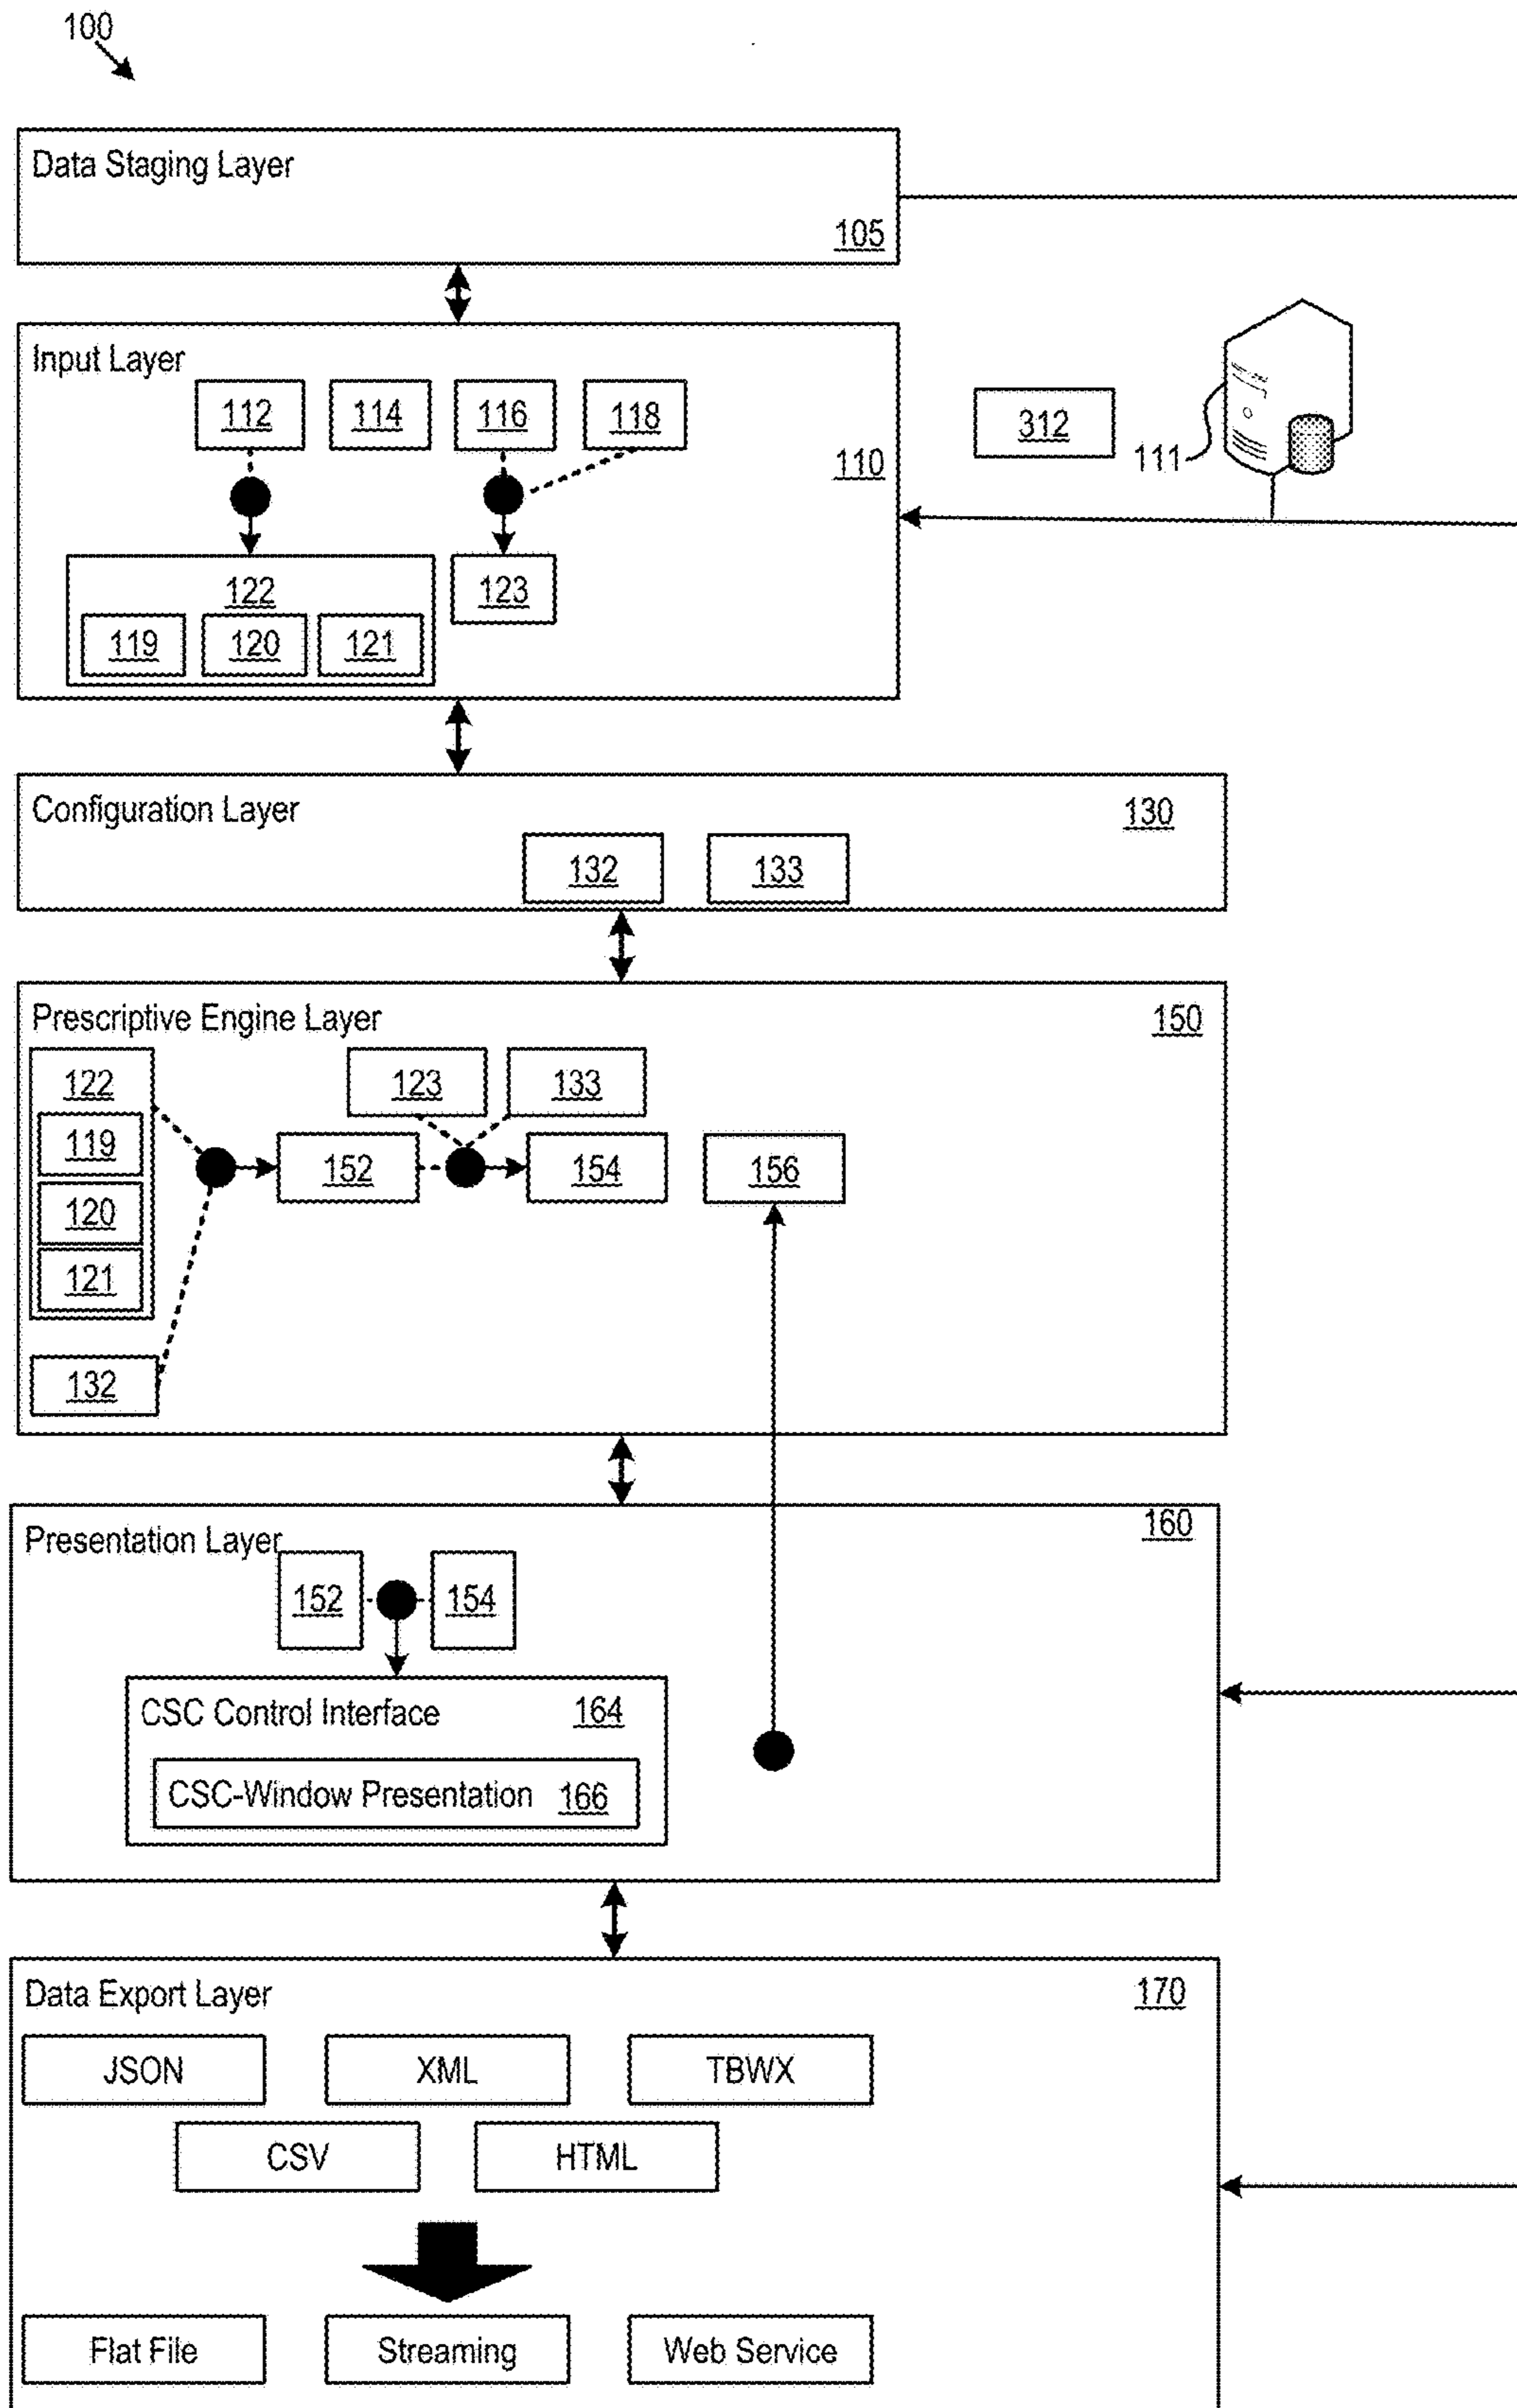 100
Data Staging Layer
105
Input Layer
112 114 116 118
110
312
111
122
123
119 120 121
Configuration Layer
130
132 133
Prescriptive Engine Layer
150
122
123 133
119
152 154 156
120
121
132
Presentation Layer
160
152 154
CSC Control Interface 164
CSC-Window Presentation 166
Data Export Layer
170
JSON XML TBWX
CSV HTML
Flat File Streaming Web Service